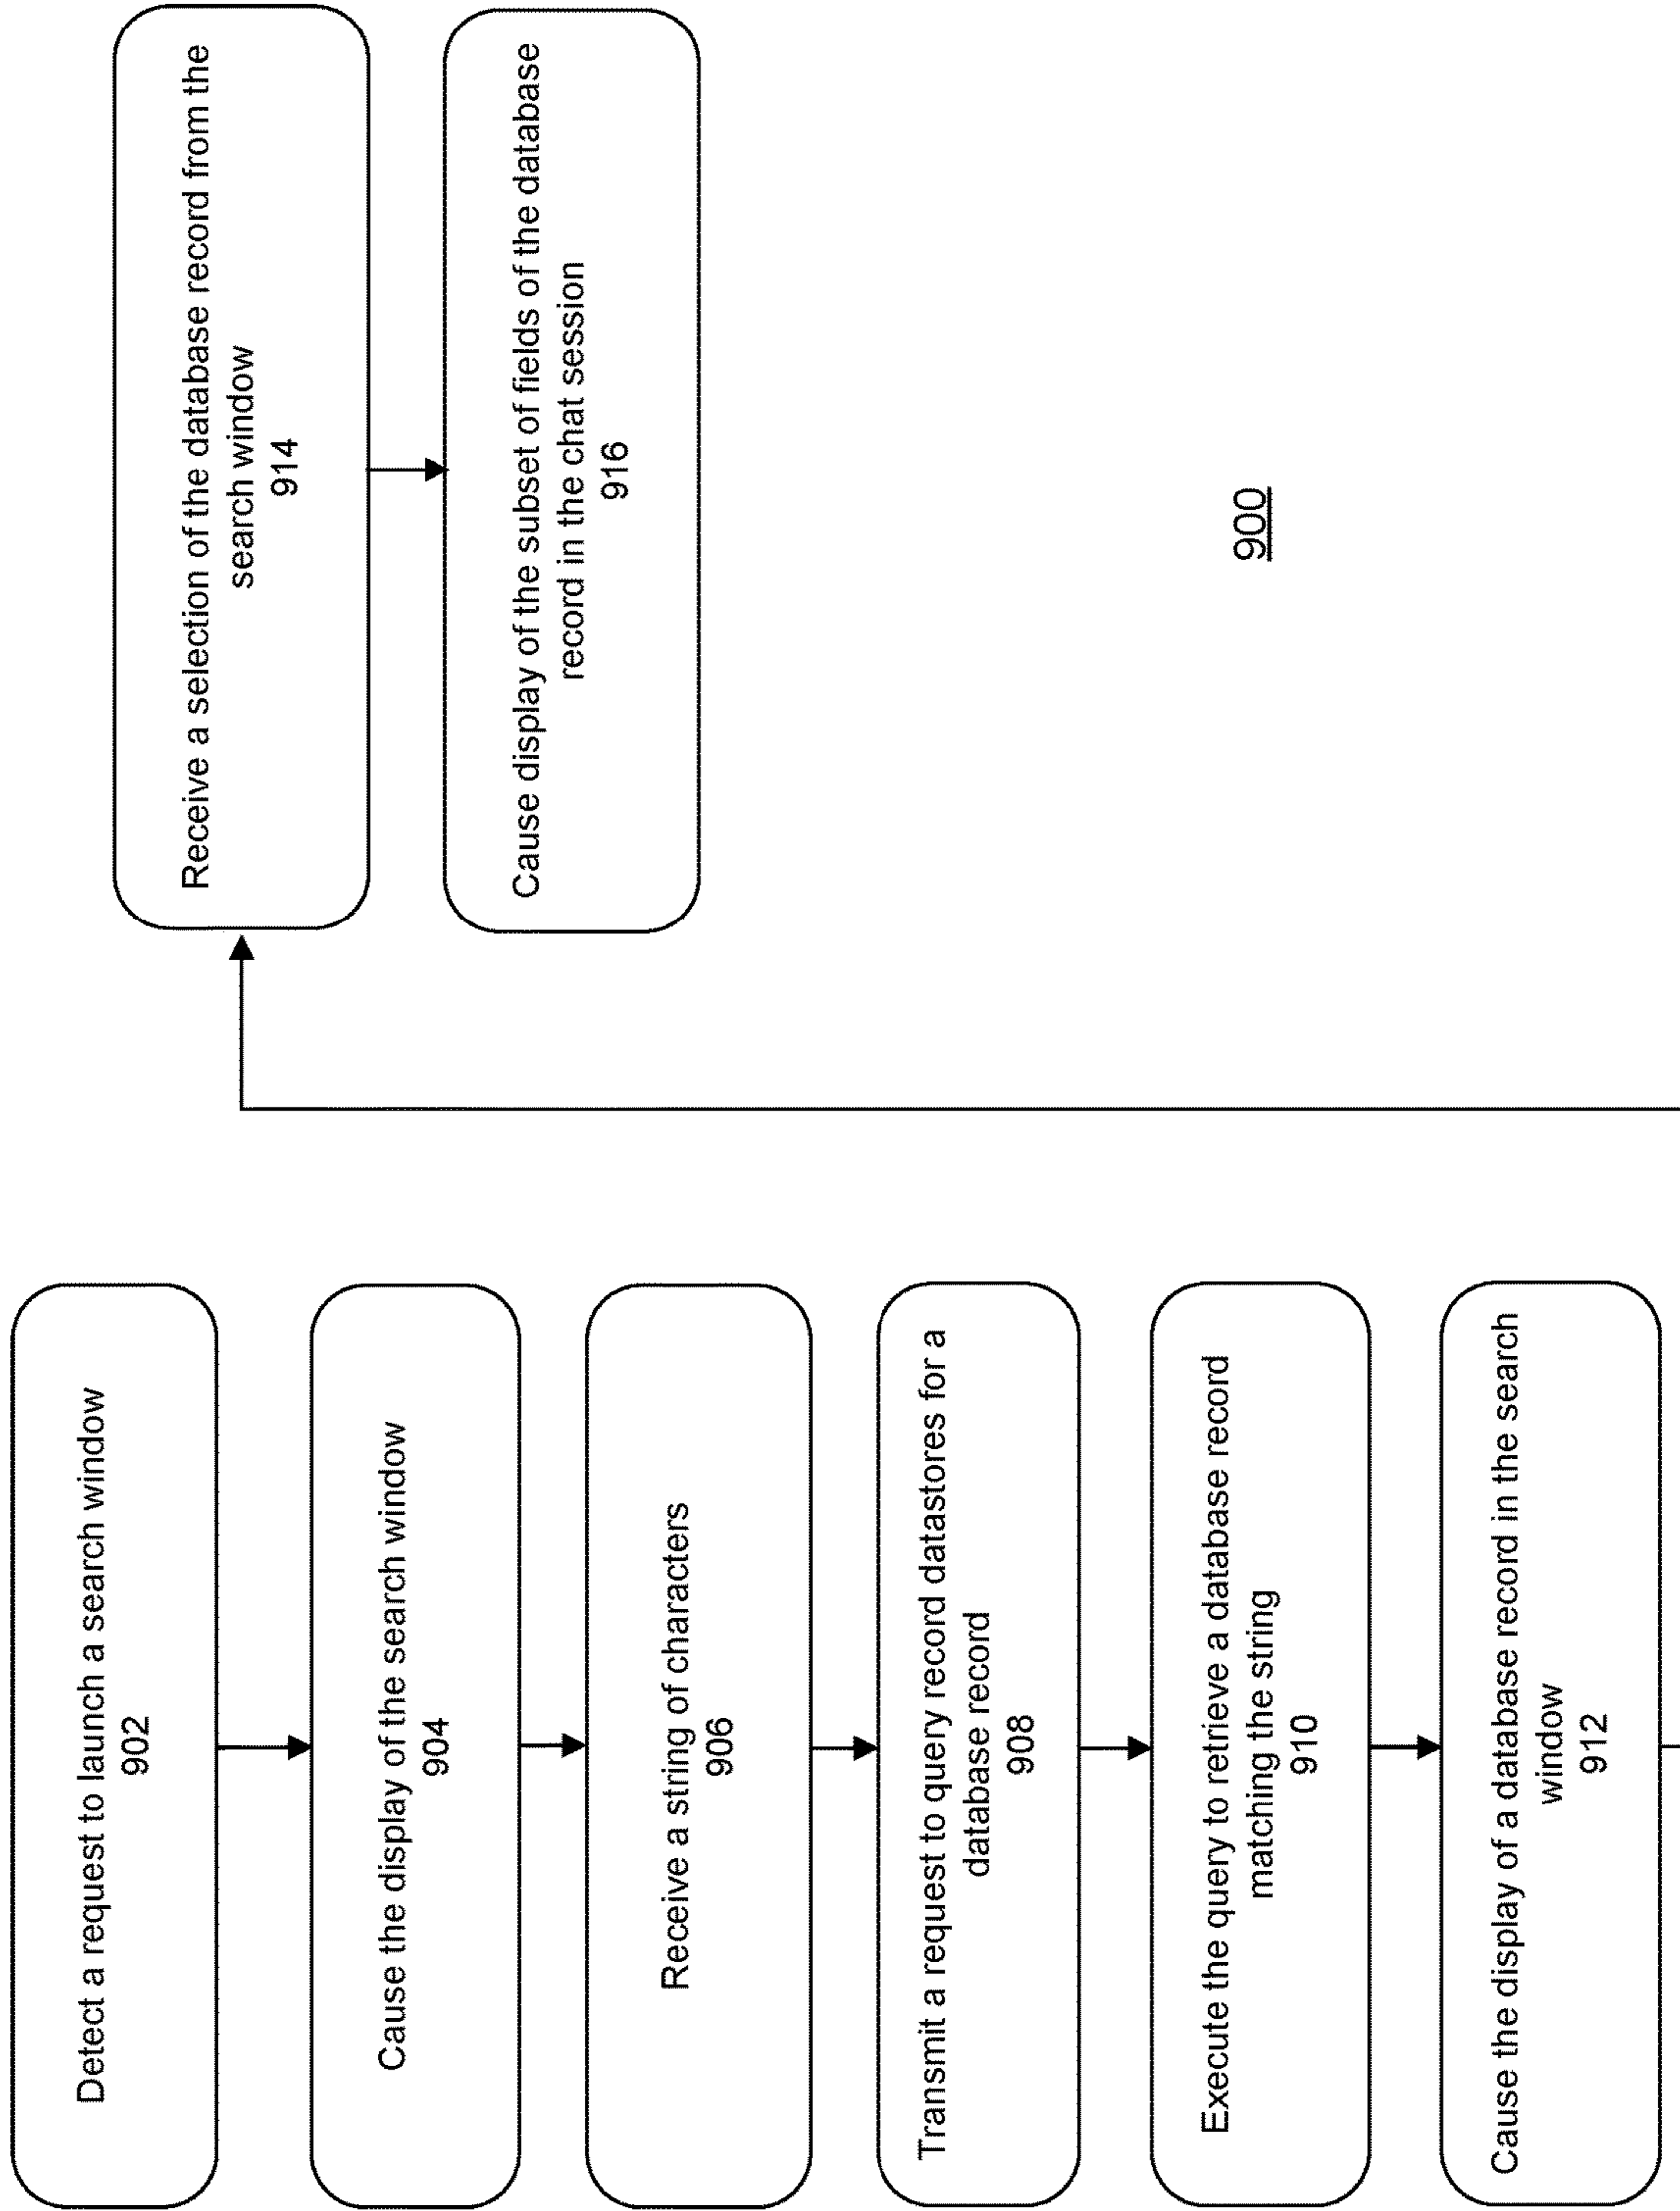 Detect a request to launch a search window
902
Cause the display of the search window
904
Receive a string of characters
906
Transmit a request to query record datastores for a
database record
908
Execute the query to retrieve a database record
matching the string
910
Cause the display of a database record in the search
window
912
Receive a selection of the database record from the
search window
914
Cause display of the subset of fields of the database
record in the chat session
916
900